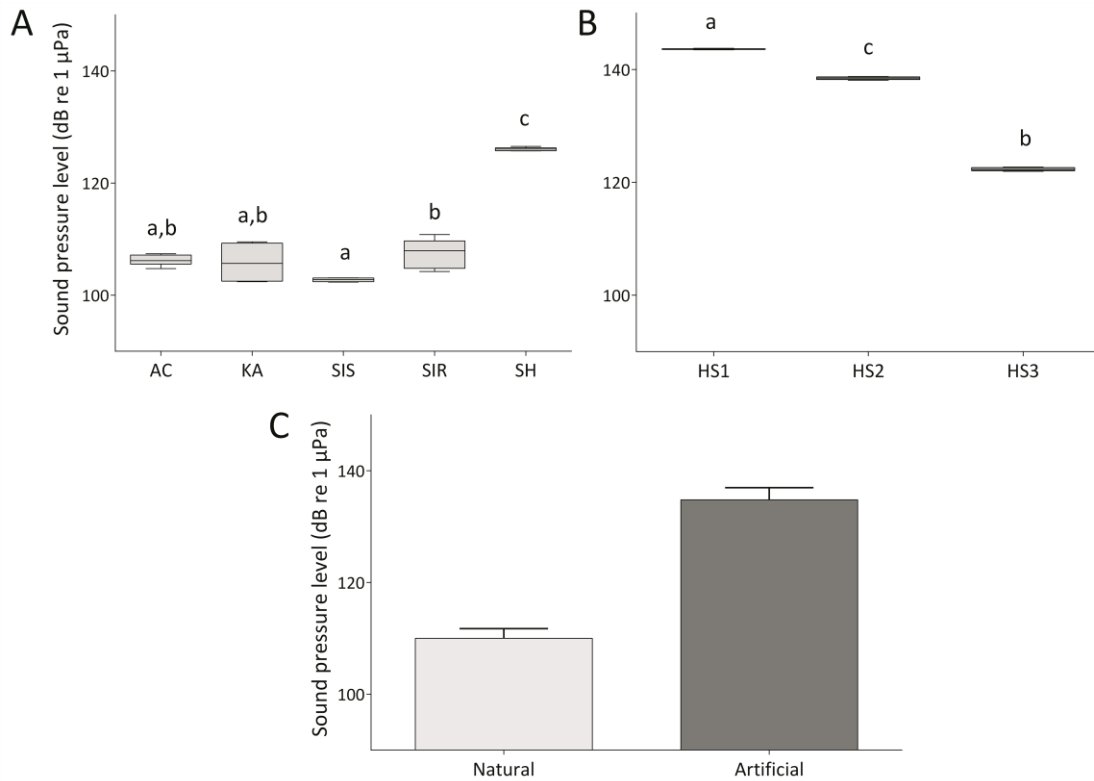 A
Sound pressure level (dB re 1 µPa)
140
120
100
a,b
a,b
a
b
c
AC KA SIS SIR SH
B
140
120
100
a
c
b
HS1 HS2 HS3
C
Sound pressure level (dB re 1 µPa)
140
120
100
Natural Artificial